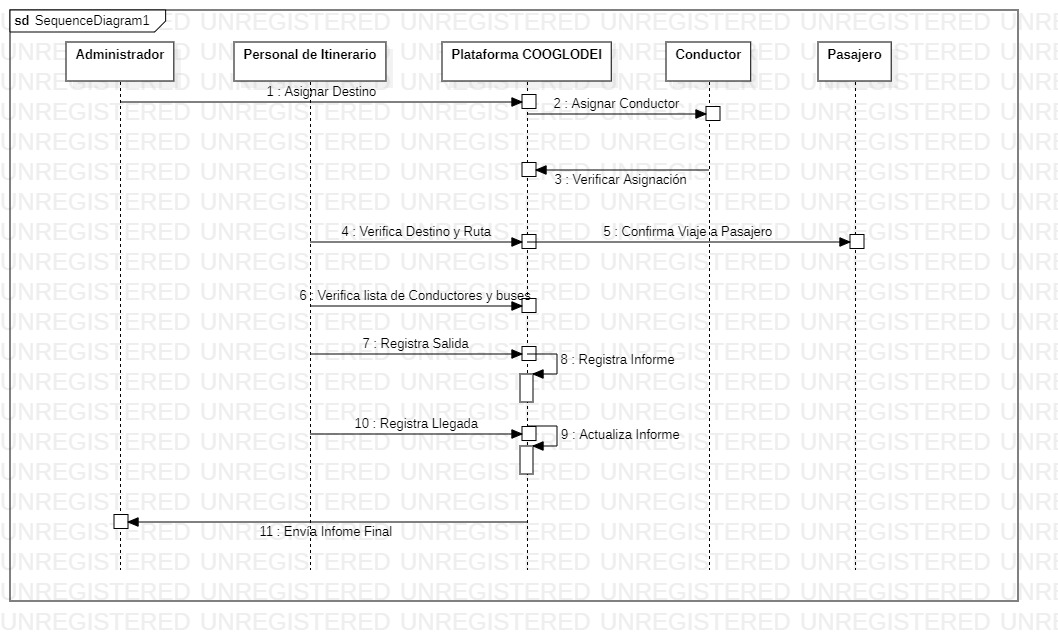 sd SequenceDiagram1
Administrador
Personal de Itinerario
Plataforma COOGLODEI
Conductor
Pasajero
1 : Asignar Destino
2 : Asignar Conductor
3 : Verificar Asignación
4 : Verifica Destino y Ruta
5 : Confirma Viaje a Pasajero
6 : Verifica lista de Conductores y buses
7 : Registra Salida
8 : Registra Informe
10 : Registra Llegada
9 : Actualiza Informe
11 : Envía Infome Final
UNREGISTERED